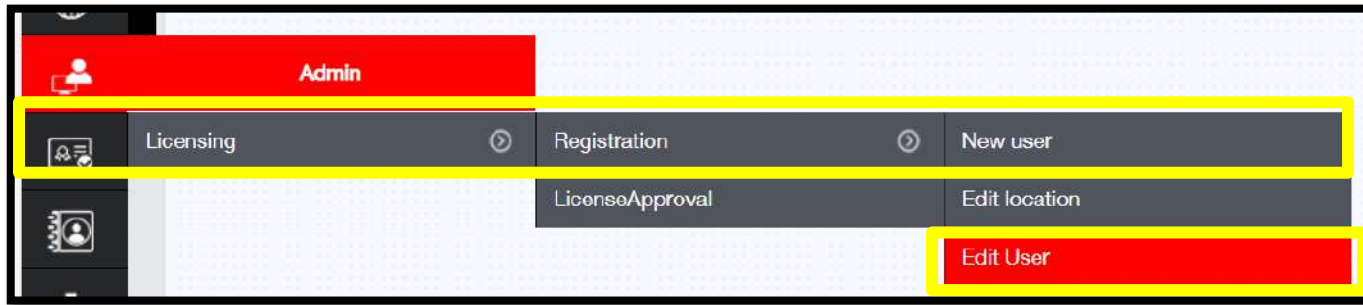 Admin
Licensing Registration New user
LicenseApproval Edit location
Edit User